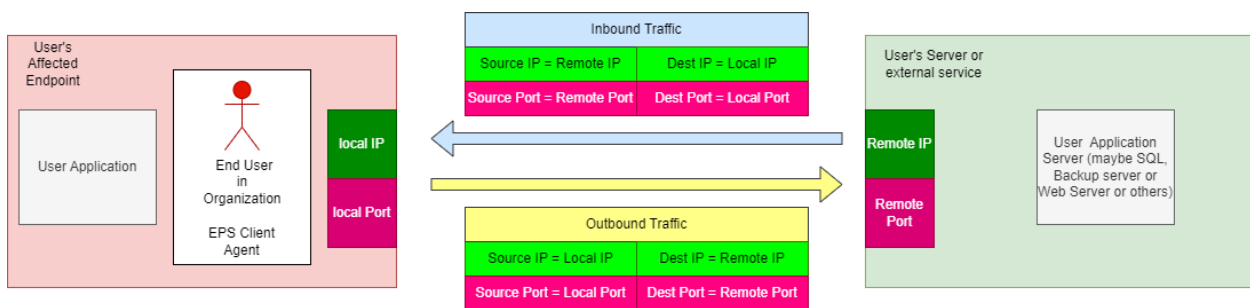 User's
Affected
Endpoint
User Application
End User
in
Organization
EPS Client
Agent
local IP
local Port
Inbound Traffic
Source IP = Remote IP
Dest IP = Local IP
Source Port = Remote Port
Dest Port = Local Port
Outbound Traffic
Source IP = Local IP
Dest IP = Remote IP
Source Port = Local Port
Dest Port = Remote Port
User's Server or
external service
Remote IP
Remote
Port
User Application
Server (maybe SQL,
Backup server or
Web Server or others)